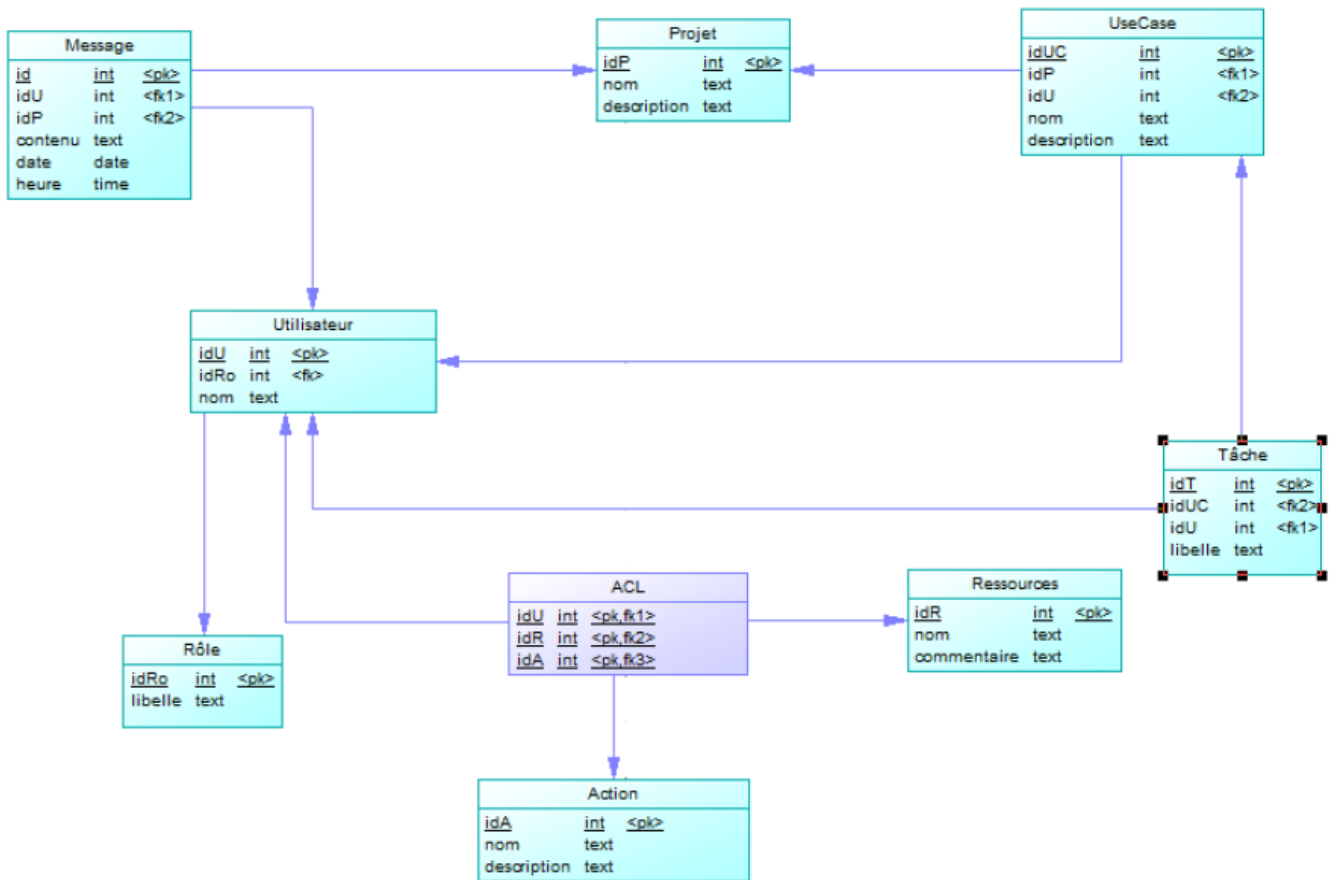 Message
id int <pk>
idU int <fk1>
idP int <fk2>
contenu text
date date
heure time
Projet
idP int <pk>
nom text
description text
UseCase
idUC int <pk>
idP int <fk1>
idU int <fk2>
nom text
description text
Utilisateur
idU int <pk>
idRo int <fk>
nom text
Tâche
idT int <pk>
idUC int <fk2>
idU int <fk1>
libelle text
ACL
idU int <pk,fk1>
idR int <pk,fk2>
idA int <pk,fk3>
Ressources
idR int <pk>
nom text
commentaire text
Rôle
idRo int <pk>
libelle text
Action
idA int <pk>
nom text
description text